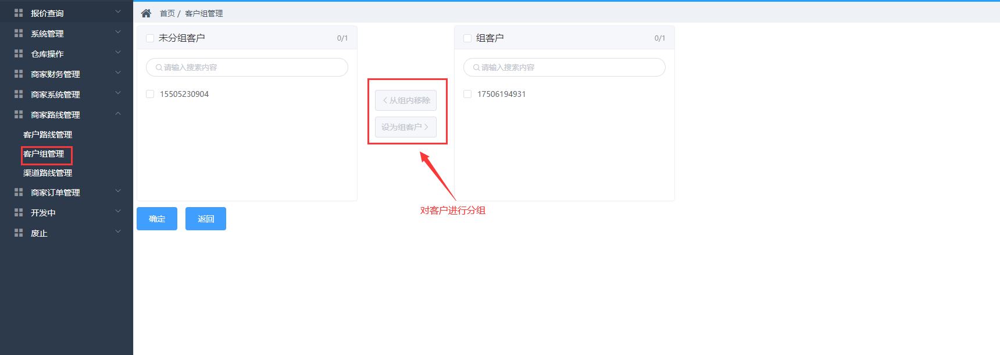 报价查询
系统管理
仓库操作
商家财务管理
商家系统管理
商家路线管理
客户路线管理
客户组管理
渠道路线管理
商家订单管理
开发中
废止
首页 / 客户组管理
未分组客户 0/1
请输入搜索内容
15505230904
从组内移除
设为组客户
组客户 0/1
请输入搜索内容
17506194931
对客户进行分组
确定 返回